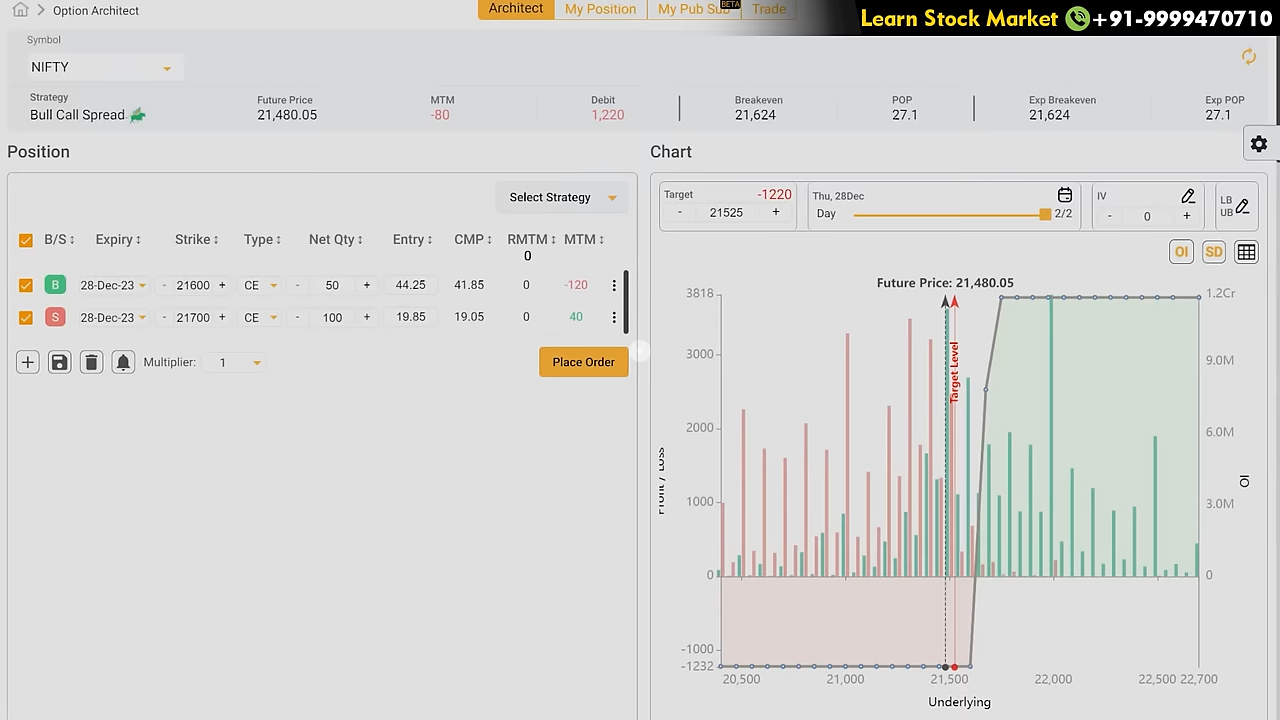 Option Architect
Architect
My Position
My Pub Sub
BETA
Trade
Learn Stock Market +91-9999470710
Symbol
NIFTY
Strategy
Bull Call Spread
Future Price
21,480.05
MTM
-80
Debit
1,220
Breakeven
21,624
POP
27.1
Exp Breakeven
21,624
Exp POP
27.1
Position
Select Strategy
B/S Expiry Strike Type Net Qty Entry CMP RMTM MTM
0
B 28-Dec-23 - 21600 + CE - 50 + 44.25 41.85 0 -120
S 28-Dec-23 - 21700 + CE - 100 + 19.85 19.05 0 40
Multiplier: 1
Place Order
Chart
Target -1220
- 21525 +
Thu, 28Dec
Day 2/2
IV
- 0 +
LB
UB
OI SD
Future Price: 21,480.05
3818
3000
2000
1000
0
-1000
-1232
Profit / Loss
Target Level
1.2Cr
9.0M
6.0M
3.0M
0
OI
20,500 21,000 21,500 22,000 22,500 22,700
Underlying